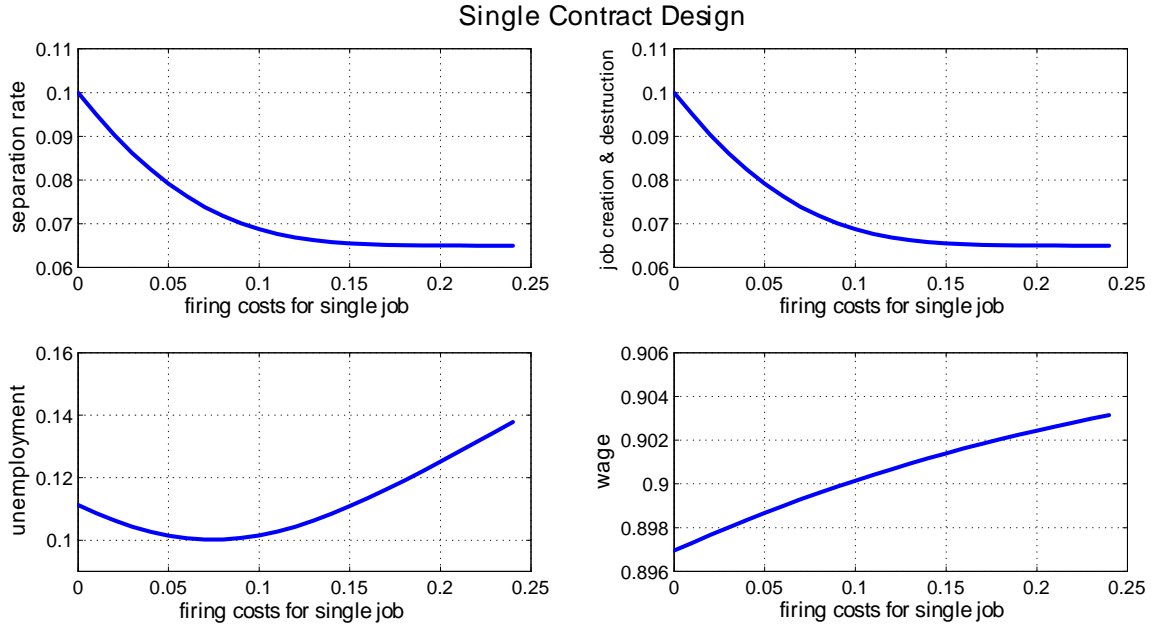 Single Contract Design
separation rate
0.11
0.1
0.09
0.08
0.07
0.06
0 0.05 0.1 0.15 0.2 0.25
firing costs for single job
job creation & destruction
0.11
0.1
0.09
0.08
0.07
0.06
0 0.05 0.1 0.15 0.2 0.25
firing costs for single job
unemployment
0.16
0.14
0.12
0.1
0 0.05 0.1 0.15 0.2 0.25
firing costs for single job
wage
0.906
0.904
0.902
0.9
0.898
0.896
0 0.05 0.1 0.15 0.2 0.25
firing costs for single job